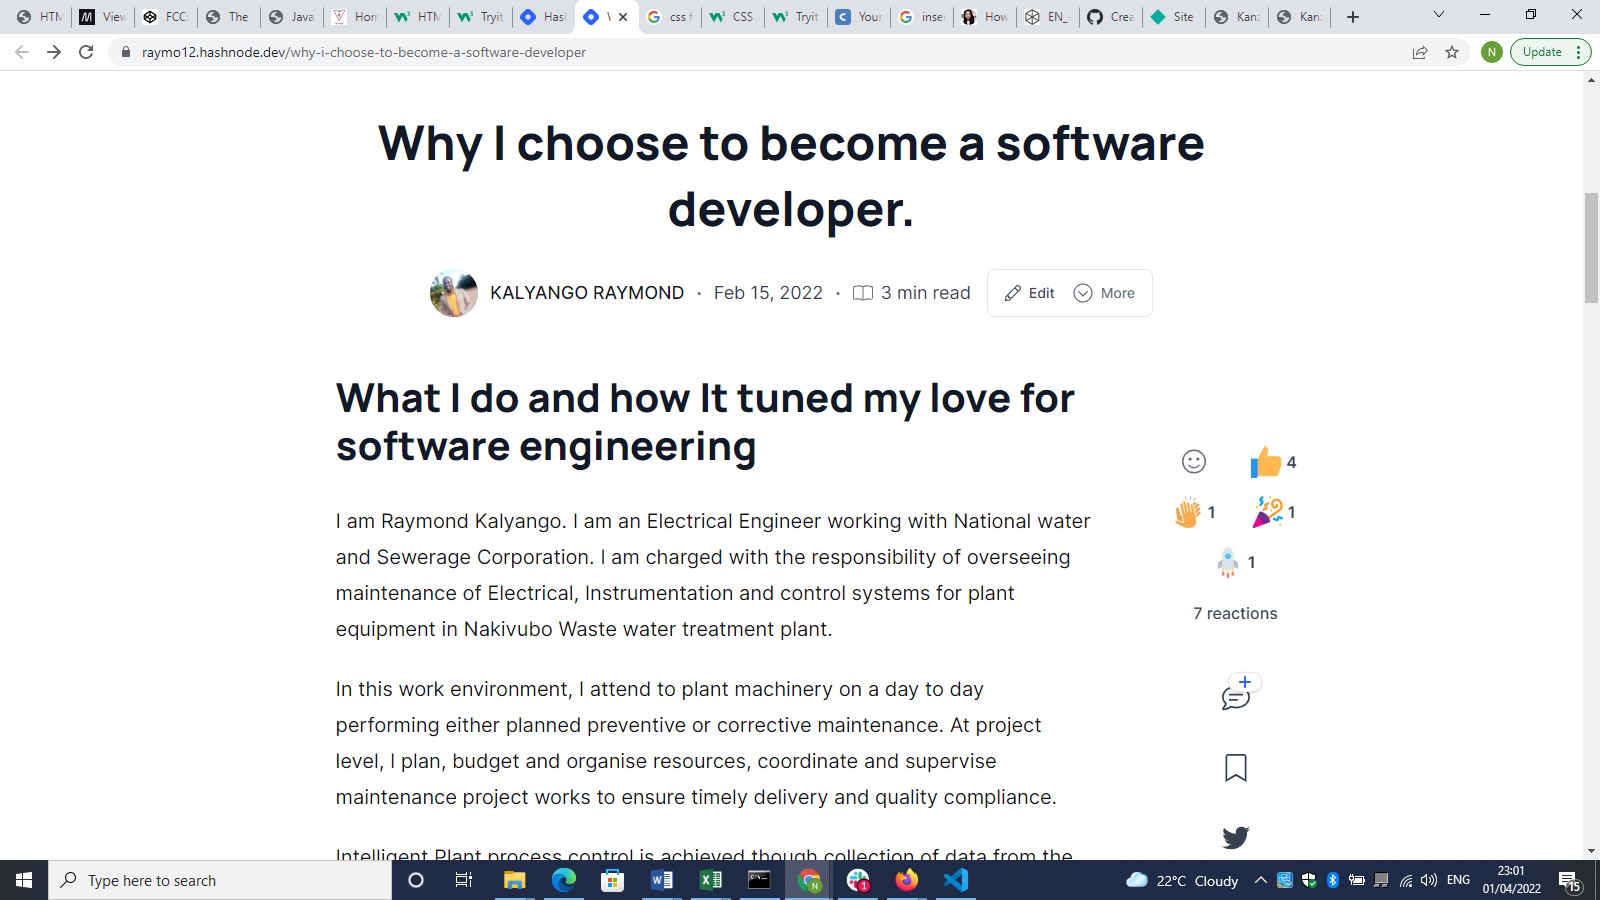 HTM
View
FCC:
The
Java
Hon
HTM
Tryit
Hasl
css f
CSS
Tryit
Your
inse
How
EN_
Crea
Site
Kan
Kan
raymo12.hashnode.dev/why-i-choose-to-become-a-software-developer
N
Update
Why I choose to become a software
developer.
KALYANGO RAYMOND · Feb 15, 2022 · 3 min read
Edit
More
What I do and how It tuned my love for
software engineering
4
1
1
1
7 reactions
I am Raymond Kalyango. I am an Electrical Engineer working with National water
and Sewerage Corporation. I am charged with the responsibility of overseeing
maintenance of Electrical, Instrumentation and control systems for plant
equipment in Nakivubo Waste water treatment plant.
In this work environment, I attend to plant machinery on a day to day
performing either planned preventive or corrective maintenance. At project
level, I plan, budget and organise resources, coordinate and supervise
maintenance project works to ensure timely delivery and quality compliance.
Intelligent Plant process control is achieved though collection of data from the
Type here to search
22°C Cloudy
ENG
23:01
01/04/2022
15